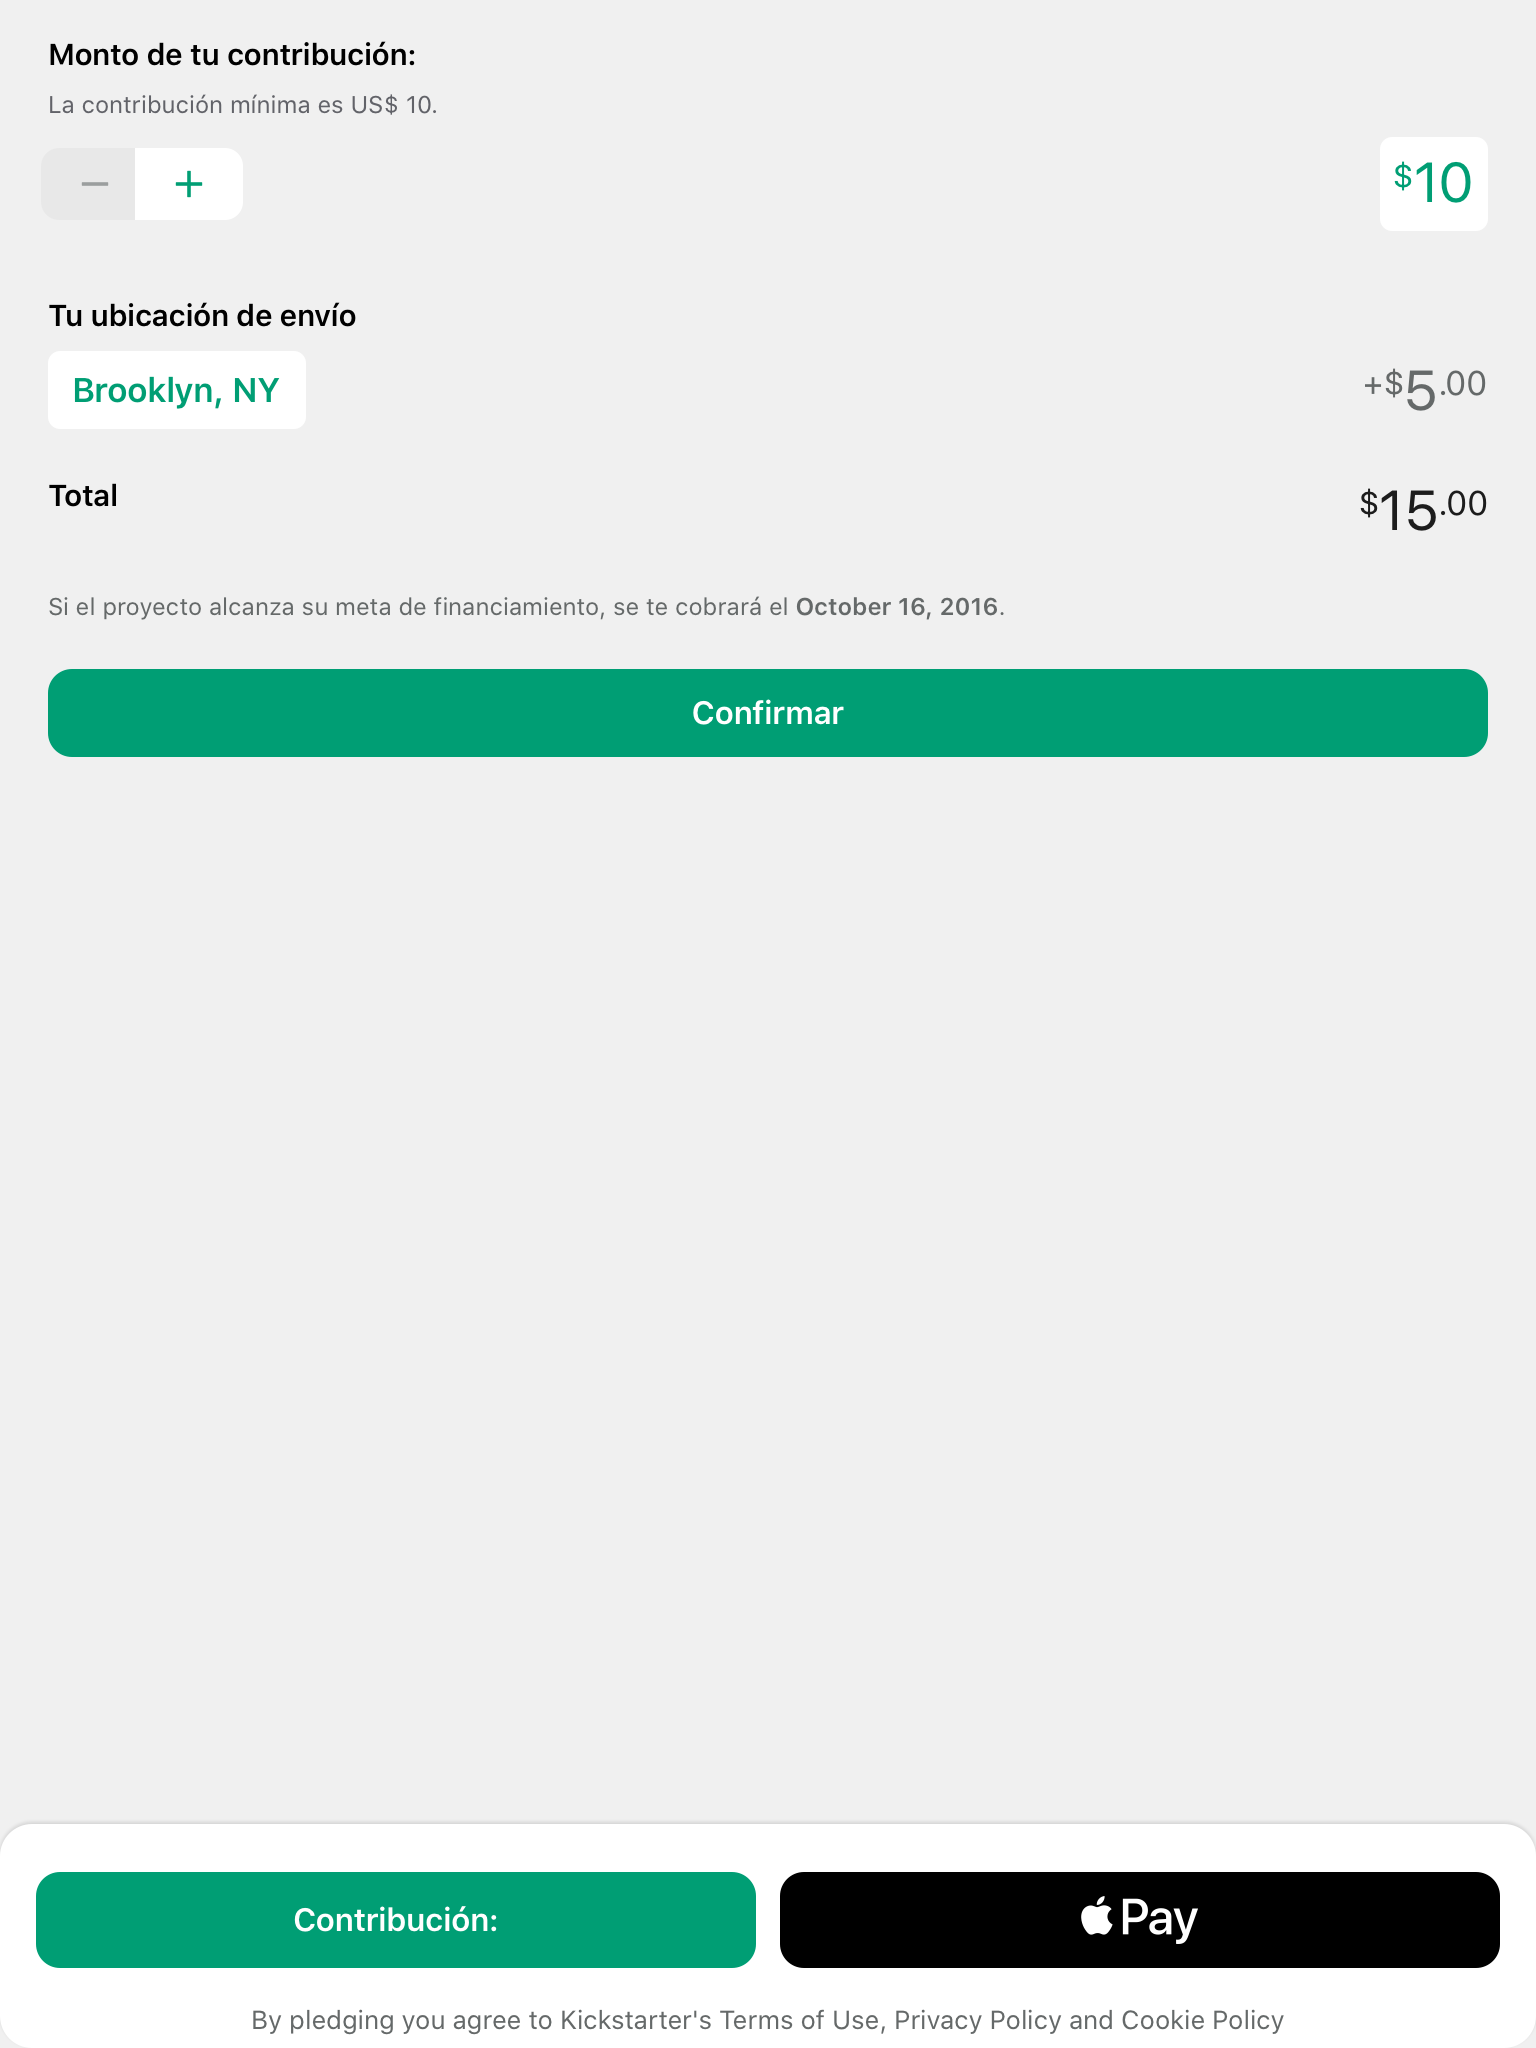 Monto de tu contribución:
La contribución mínima es US$ 10.
− +
$10
Tu ubicación de envío
Brooklyn, NY
+$5.00
Total
$15.00
Si el proyecto alcanza su meta de financiamiento, se te cobrará el October 16, 2016.
Confirmar
Contribución:
Pay
By pledging you agree to Kickstarter's Terms of Use, Privacy Policy and Cookie Policy